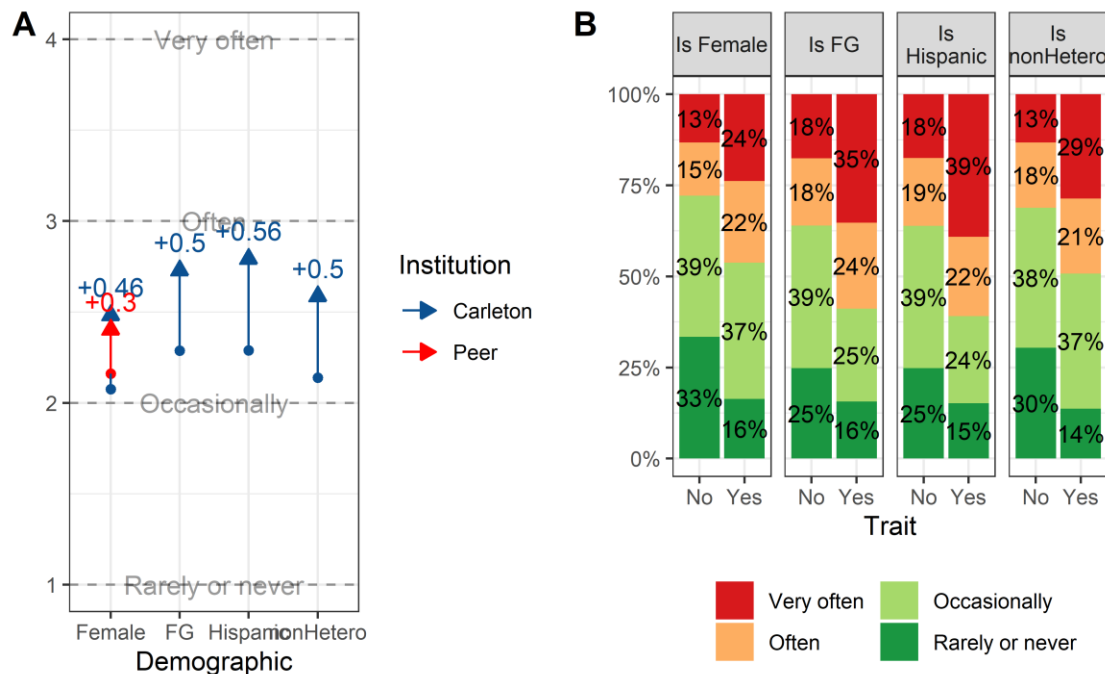 A
4
Very often
3
Often
+0.46
+0.3
+0.5
+0.56
+0.5
2
Occasionally
1
Rarely or never
Female
FG
Hispanic
nonHetero
Demographic
Institution
Carleton
Peer
B
Is Female
Is FG
Is
Hispanic
Is
nonHetero
100%
75%
50%
25%
0%
13%
15%
39%
33%
24%
22%
37%
16%
18%
18%
39%
25%
35%
24%
25%
16%
18%
19%
39%
25%
39%
22%
24%
15%
13%
18%
38%
30%
29%
21%
37%
14%
No Yes
No Yes
No Yes
No Yes
Trait
Very often
Often
Occasionally
Rarely or never